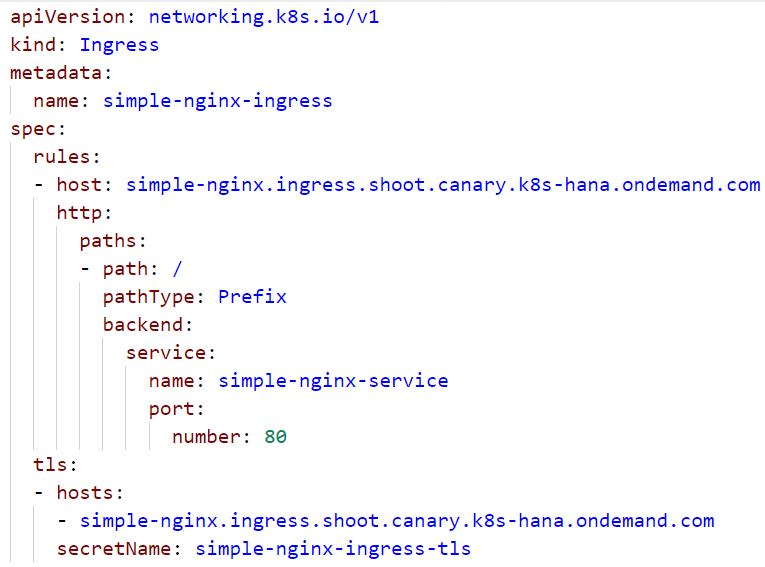 apiVersion: networking.k8s.io/v1
kind: Ingress
metadata:
  name: simple-nginx-ingress
spec:
  rules:
  - host: simple-nginx.ingress.shoot.canary.k8s-hana.ondemand.com
    http:
      paths:
      - path: /
        pathType: Prefix
        backend:
          service:
            name: simple-nginx-service
            port:
              number: 80
  tls:
  - hosts:
    - simple-nginx.ingress.shoot.canary.k8s-hana.ondemand.com
    secretName: simple-nginx-ingress-tls